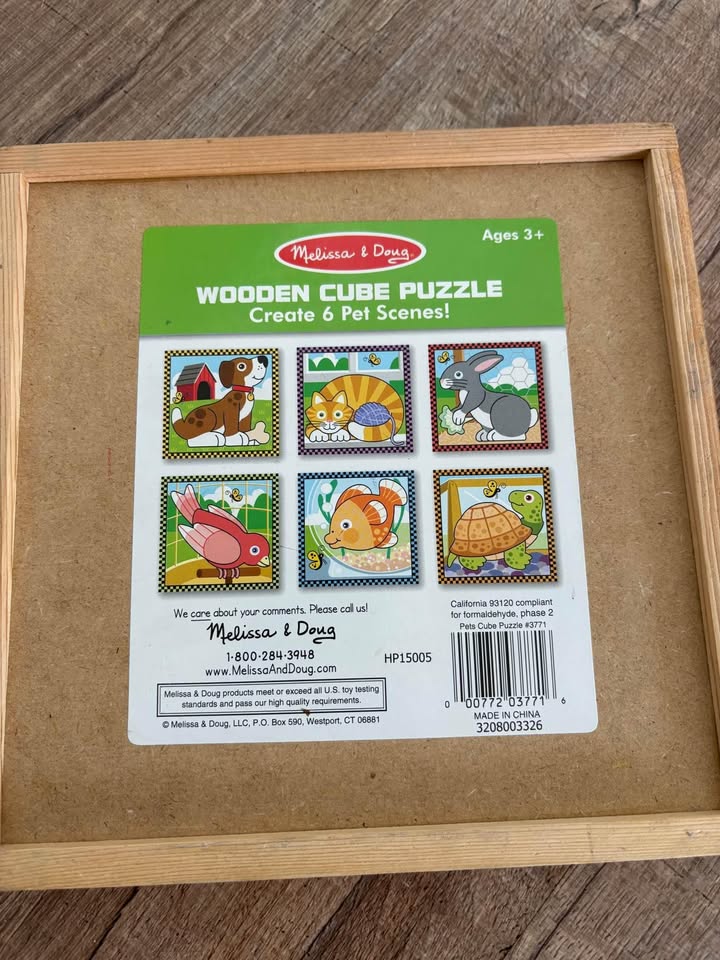 Melissa & Doug
Ages 3+
WOODEN CUBE PUZZLE
Create 6 Pet Scenes!
We care about your comments. Please call us!
Melissa & Doug
1-800-284-3948
www.MelissaAndDoug.com
Melissa & Doug products meet or exceed all U.S. toy testing
standards and pass our high quality requirements.
© Melissa & Doug, LLC, P.O. Box 590, Westport, CT 06881
HP15005
California 93120 compliant
for formaldehyde, phase 2
Pets Cube Puzzle #3771
0 00772 03771 6
MADE IN CHINA
3208003326